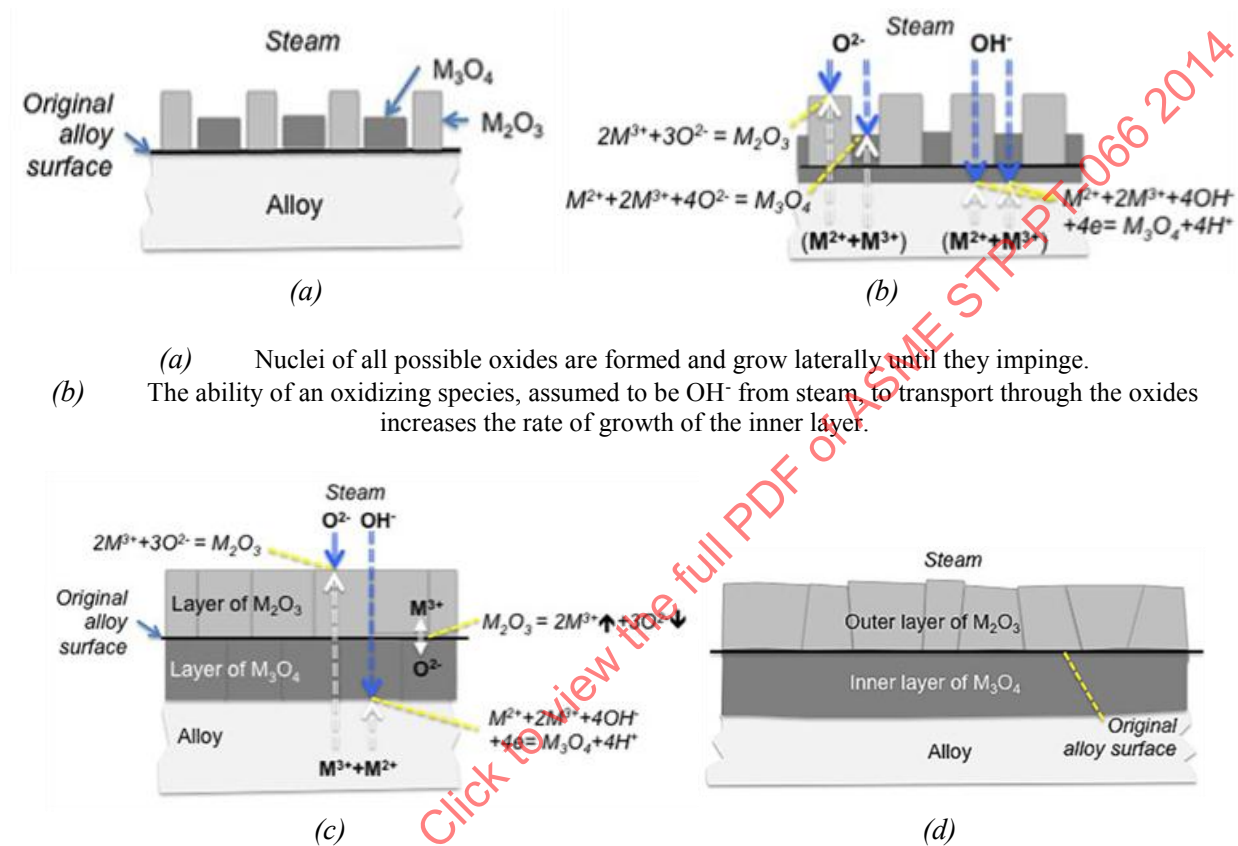 Steam
M₃O₄
Original
alloy
surface
M₂O₃
Alloy
(a)
Steam
O²⁻
OH⁻
2M³⁺+3O²⁻ = M₂O₃
M²⁺+2M³⁺+4O²⁻ = M₃O₄
M²⁺+2M³⁺+4OH⁻
+4e= M₃O₄+4H⁺
(M²⁺+M³⁺)
(M²⁺+M³⁺)
(b)
(a) Nuclei of all possible oxides are formed and grow laterally until they impinge.
(b) The ability of an oxidizing species, assumed to be OH⁻ from steam, to transport through the oxides
increases the rate of growth of the inner layer.
Steam
O²⁻ OH⁻
2M³⁺+3O²⁻ = M₂O₃
Original
alloy
surface
Layer of M₂O₃
M³⁺
M₂O₃ = 2M³⁺↑+3O²⁻↓
Layer of M₃O₄
O²⁻
Alloy
M²⁺+2M³⁺+4OH⁻
+4e= M₃O₄+4H⁺
M³⁺+M²⁺
(c)
Steam
Outer layer of M₂O₃
Inner layer of M₃O₄
Original
alloy surface
Alloy
(d)
Click to view the full PDF of ASME STP-PT-066 2014